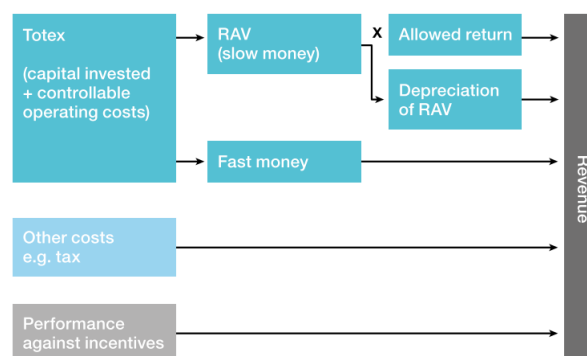 Totex
(capital invested
+ controllable
operating costs)
RAV
(slow money)
x
Allowed return
Depreciation
of RAV
Fast money
Other costs
e.g. tax
Performance
against incentives
Revenue